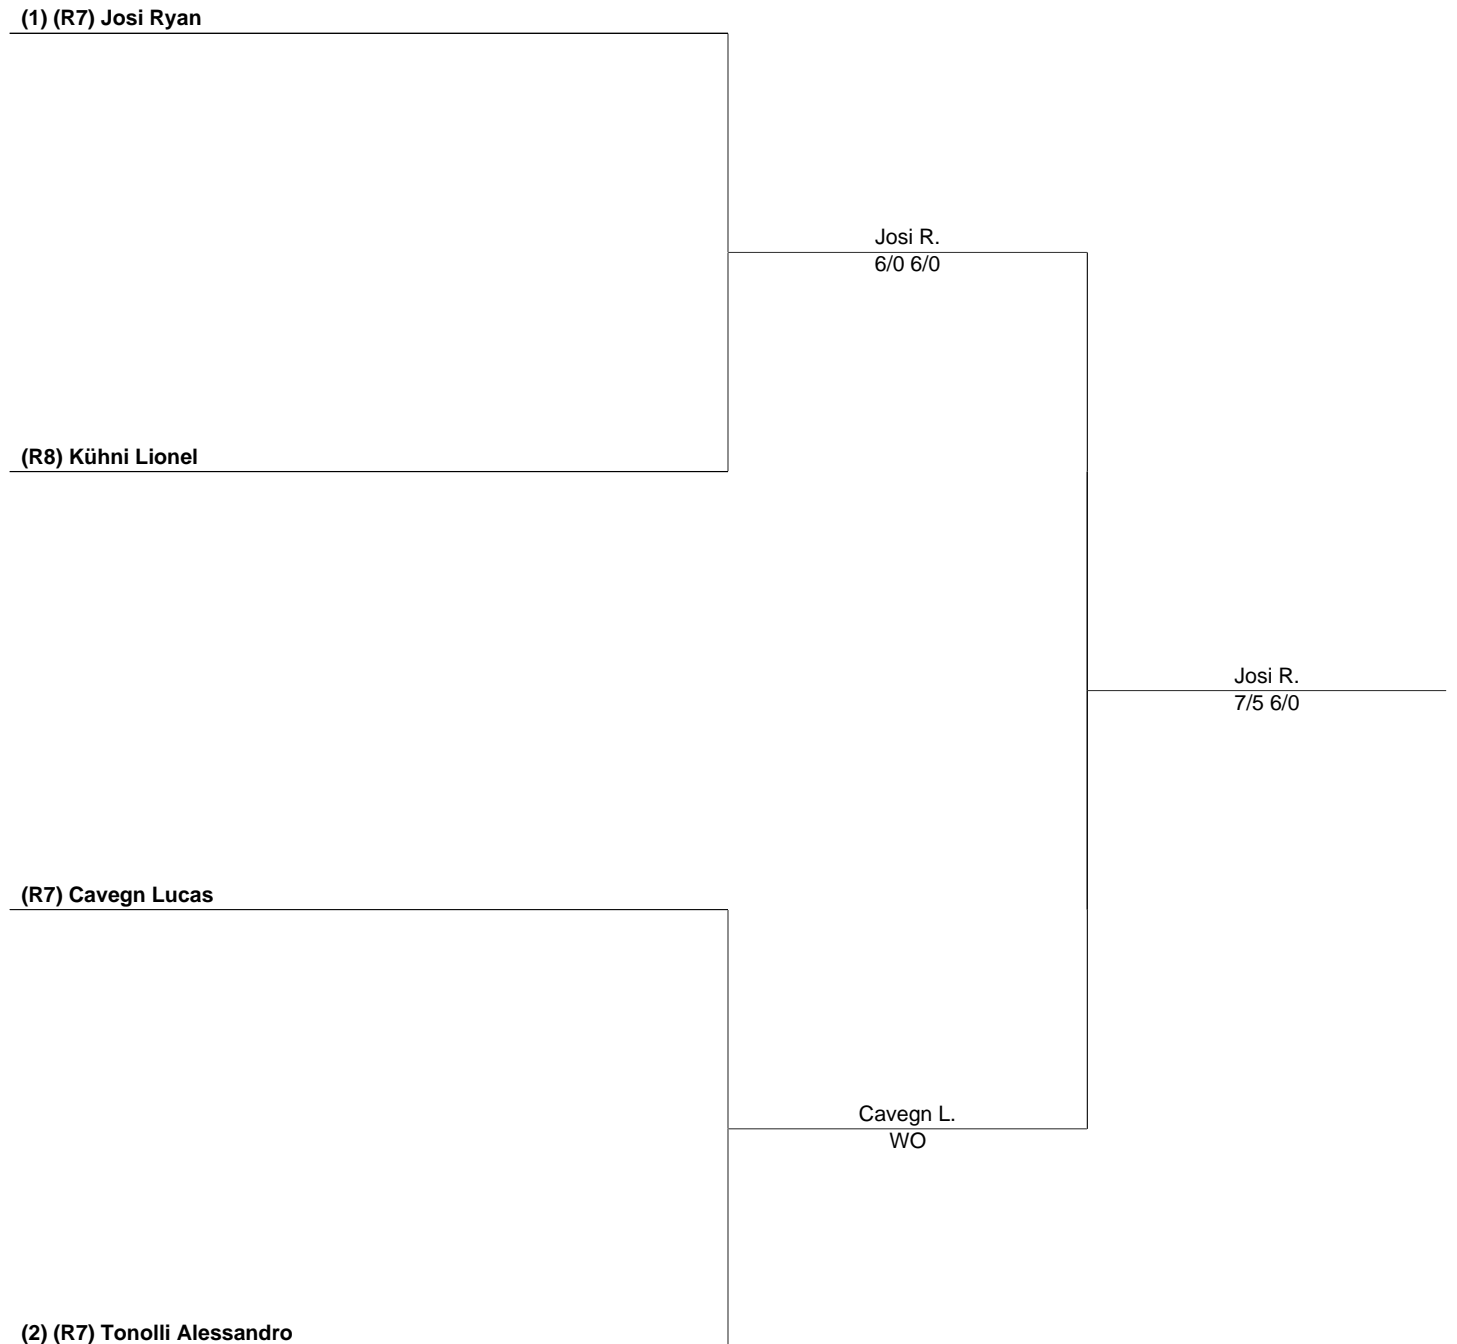 (1) (R7) Josi Ryan
Josi R.
6/0 6/0
(R8) Kühni Lionel
Josi R.
7/5 6/0
(R7) Cavegn Lucas
Cavegn L.
WO
(2) (R7) Tonolli Alessandro